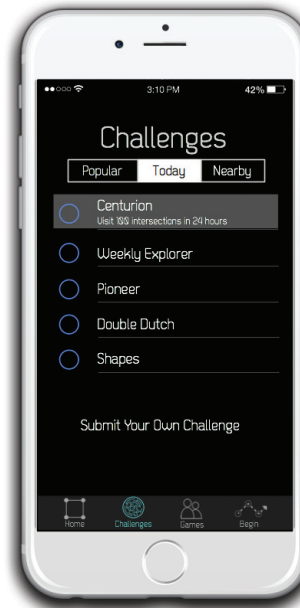 3:10 PM
42%
Challenges
Popular Today Nearby
Centurion
Visit 100 intersections in 24 hours
Weekly Explorer
Pioneer
Double Dutch
Shapes
Submit Your Own Challenge
Home Challenges Games Begin